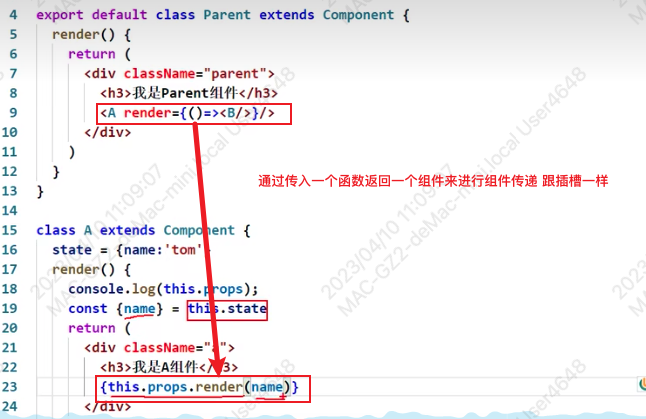 4 export default class Parent extends Component {
5 render() {
6 return (
7 <div className="parent">
8 <h3>我是Parent组件</h3>
9 <A render={()=><B/>}/>
10 </div>
11 )
12 }
13 }
通过传入一个函数返回一个组件来进行组件传递 跟插槽一样
14
15 class A extends Component {
16 state = {name:'tom'
17 render() {
18 console.log(this.props);
19 const {name} = this.state
20 return (
21 <div className="a">
22 <h3>我是A组件</h3>
23 {this.props.render(name)}
24 </div>
2023/04/10 11:09:07
MAC-GZ2-deMac-mini.local User4648